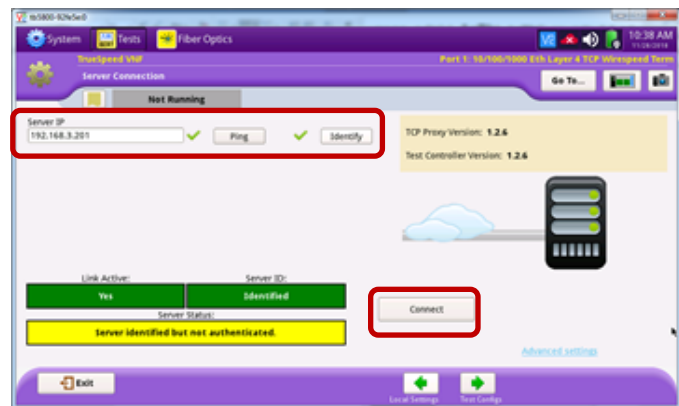 ts5800-92Ne5e0
System Tests Fiber Optics 10:38 AM
11/28/2018
TrueSpeed VNF Port 1: 10/100/1000 Eth Layer 4 TCP Wirespeed Term
Server Connection Go To...
Not Running
Server IP
192.168.3.201 Ping Identify
TCP Proxy Version: 1.2.6
Test Controller Version: 1.2.6
Link Active: Server ID:
Yes Identified
Server Status:
Server identified but not authenticated.
Connect
Advanced settings
Exit
Local Settings Test Configs